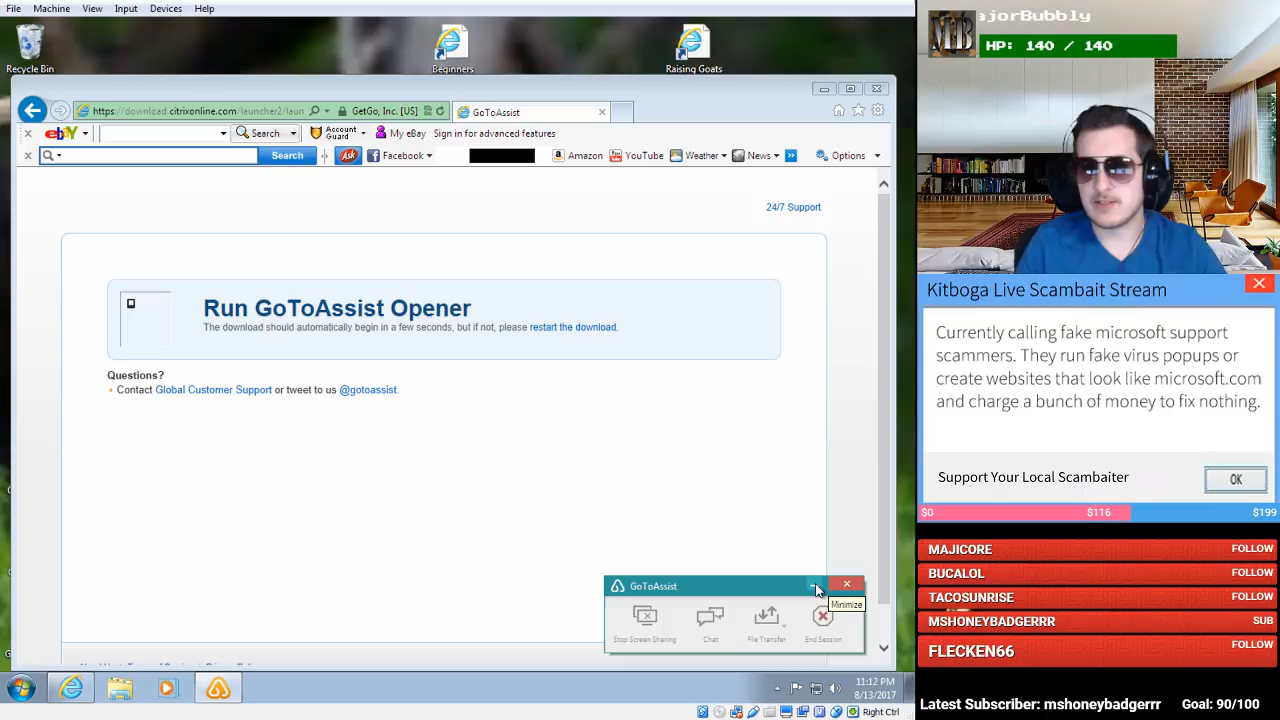 File Machine View Input Devices Help
ajorBubbly
HP: 140 / 140
Recycle Bin
Beginners
Raising Goats
https://download.citrixonline.com/launcher2/laun
GetGo, Inc. [US]
GoToAssist
ebY
Search
Account Guard
My eBay
Sign in for advanced features
Search
Ask
Facebook
Amazon
YouTube
Weather
News
Options
24/7 Support
Run GoToAssist Opener
The download should automatically begin in a few seconds, but if not, please restart the download.
Questions?
Contact Global Customer Support or tweet to us @gotoassist.
GoToAssist
Minimize
Stop Screen Sharing
Chat
File Transfer
End Session
11:12 PM
8/13/2017
Right Ctrl
Kitboga Live Scambait Stream
Currently calling fake microsoft support
scammers. They run fake virus popups or
create websites that look like microsoft.com
and charge a bunch of money to fix nothing.
Support Your Local Scambaiter
OK
$0 $116 $199
MAJICORE FOLLOW
BUCALOL FOLLOW
TACOSUNRISE FOLLOW
MSHONEYBADGERRR SUB
FLECKEN66 FOLLOW
Latest Subscriber: mshoneybadgerrr Goal: 90/100